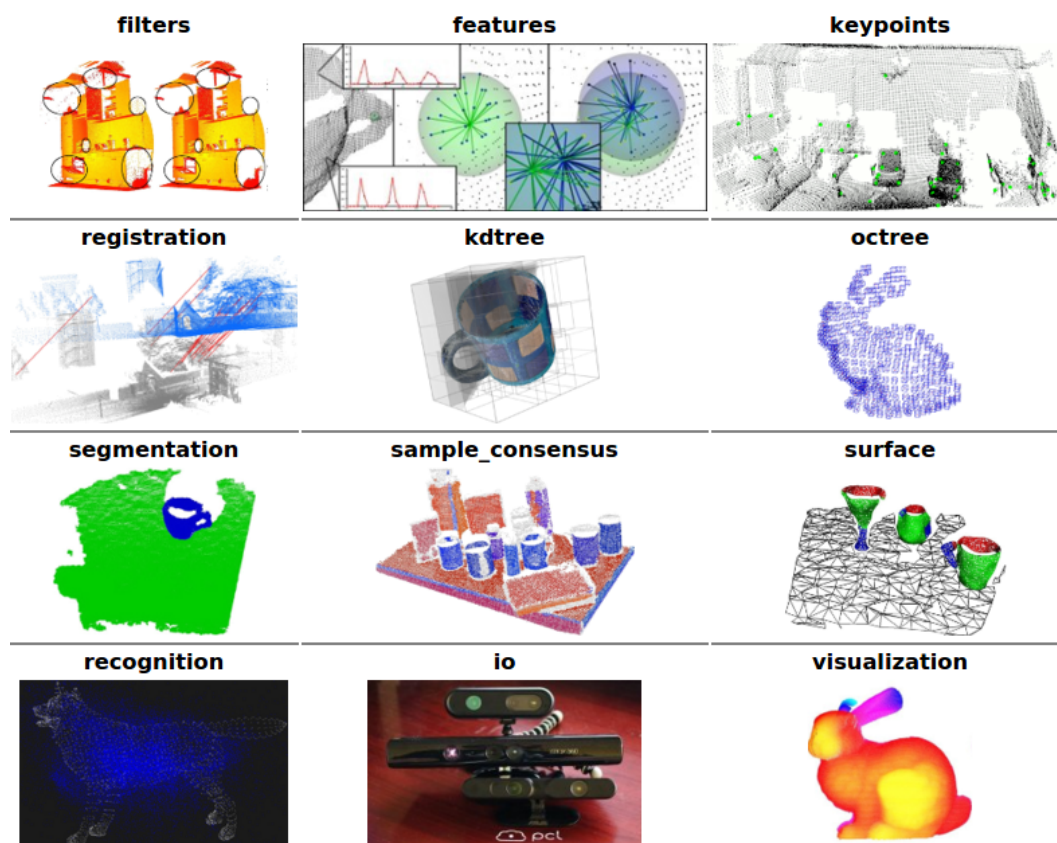 filters
features
keypoints
registration
kdtree
octree
segmentation
sample_consensus
surface
recognition
io
visualization
pcl